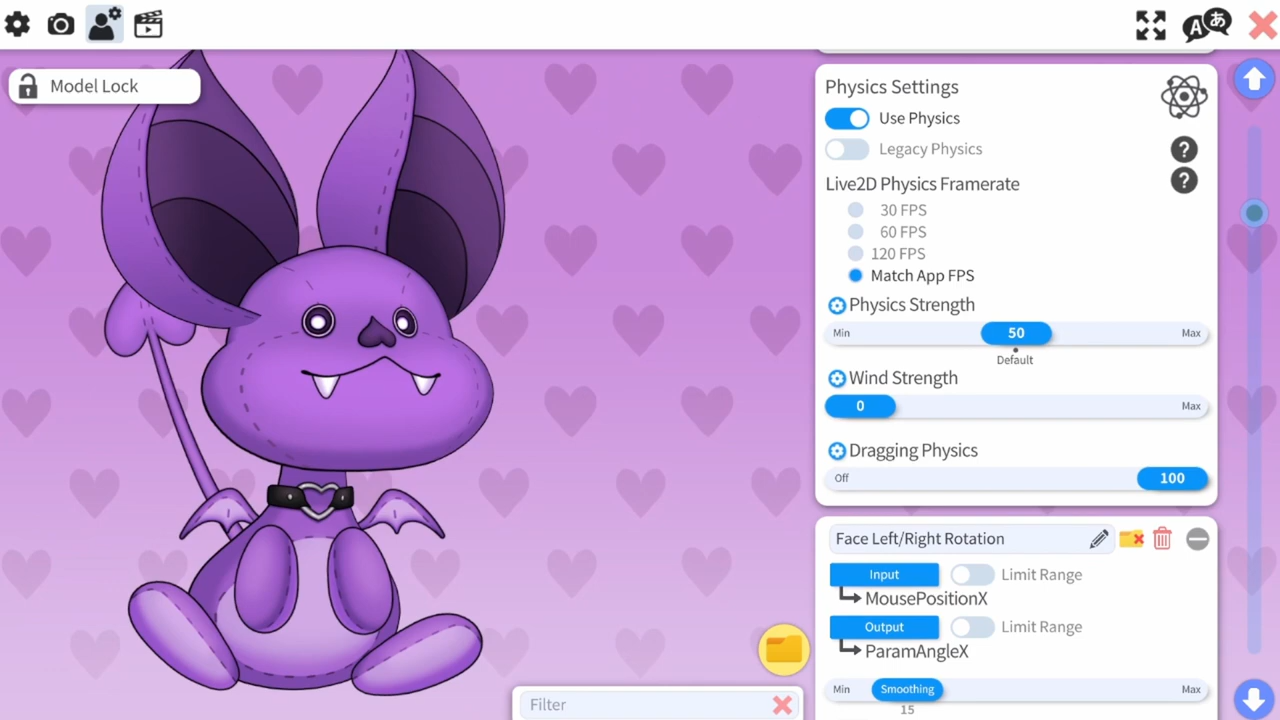 A あ
Model Lock
Physics Settings
Use Physics
Legacy Physics
?
Live2D Physics Framerate
?
30 FPS
60 FPS
120 FPS
Match App FPS
Physics Strength
Min 50 Max
Default
Wind Strength
0 Max
Dragging Physics
Off 100
Face Left/Right Rotation
Input Limit Range
MousePositionX
Output Limit Range
ParamAngleX
Min Smoothing Max
15
Filter